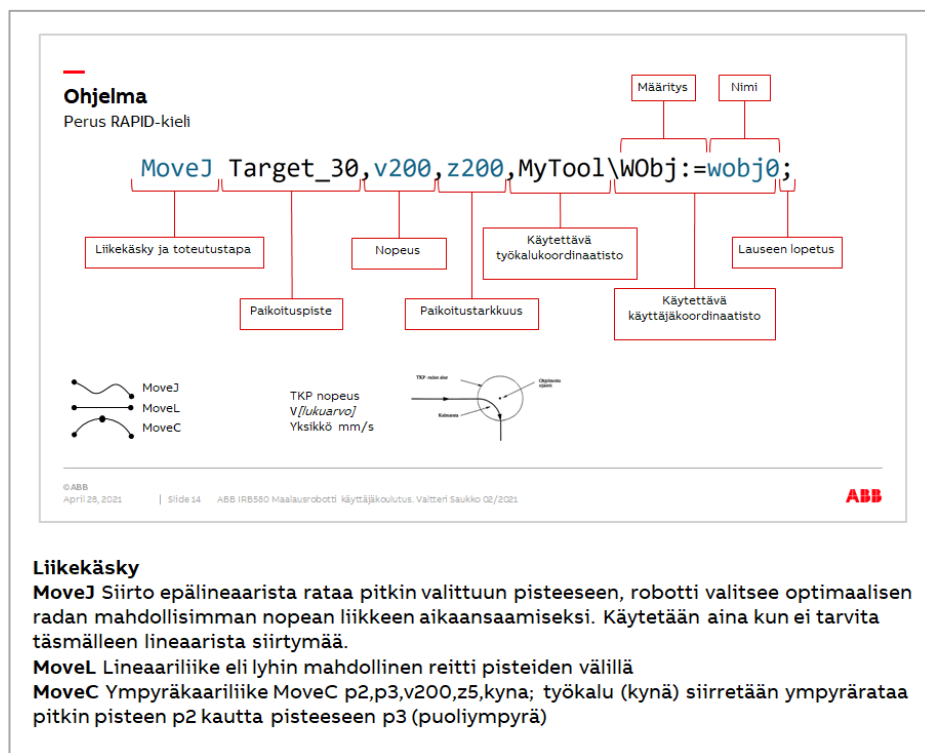 Ohjelma
Perus RAPID-kieli
Määritys
Nimi
MoveJ Target_30,v200,z200,MyTool\WObj:=wobj0;
Liikekäsky ja toteutustapa
Nopeus
Käytettävä
työkalukoordinaatisto
Lauseen lopetus
Paikoituspiste
Paikoitustarkkuus
Käytettävä
käyttäjäkoordinaatisto
MoveJ
MoveL
MoveC
TKP nopeus
V[lukuarvo]
Yksikkö mm/s
©ABB
April 28, 2021
Slide 14
ABB IRB580 Maalausrobotti käyttäjäkoulutus. Valtteri Saukko 02/2021
ABB
Liikekäsky
MoveJ Siirto epälineaarista rataa pitkin valittuun pisteeseen, robotti valitsee optimaalisen
radan mahdollisimman nopean liikkeen aikaansaamiseksi. Käytetään aina kun ei tarvita
täsmälleen lineaarista siirtymää.
MoveL Lineaariliike eli lyhin mahdollinen reitti pisteiden välillä
MoveC Ympyräkaariliike MoveC p2,p3,v200,z5,kyna; työkalu (kynä) siirretään ympyrärataa
pitkin pisteen p2 kautta pisteeseen p3 (puoliympyrä)